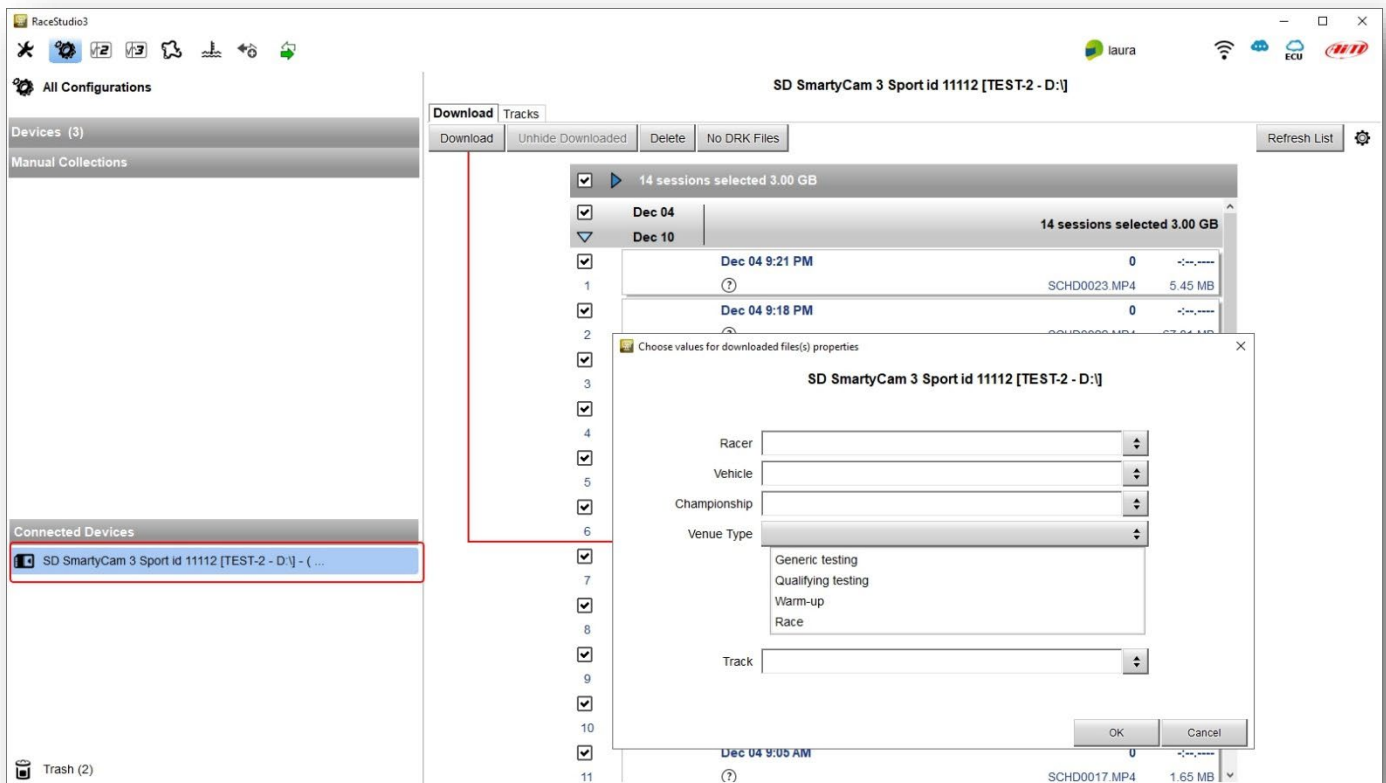 RaceStudio3
laura
ECU
AiM
All Configurations
SD SmartyCam 3 Sport id 11112 [TEST-2 - D:\]
Download Tracks
Devices (3)
Download Unhide Downloaded Delete No DRK Files Refresh List
Manual Collections
14 sessions selected 3.00 GB
Dec 04
14 sessions selected 3.00 GB
Dec 10
Dec 04 9:21 PM 0 -:--.----
1 SCHD0023.MP4 5.45 MB
Dec 04 9:18 PM 0 -:--.----
2
Choose values for downloaded files(s) properties
SD SmartyCam 3 Sport id 11112 [TEST-2 - D:\]
3
4
Racer
Vehicle
5
Championship
6
Venue Type
Generic testing
7
Qualifying testing
Warm-up
Race
8
Track
9
10
OK Cancel
Dec 04 9:05 AM 0 -:--.----
11 SCHD0017.MP4 1.65 MB
Connected Devices
SD SmartyCam 3 Sport id 11112 [TEST-2 - D:\] - ( ...
Trash (2)